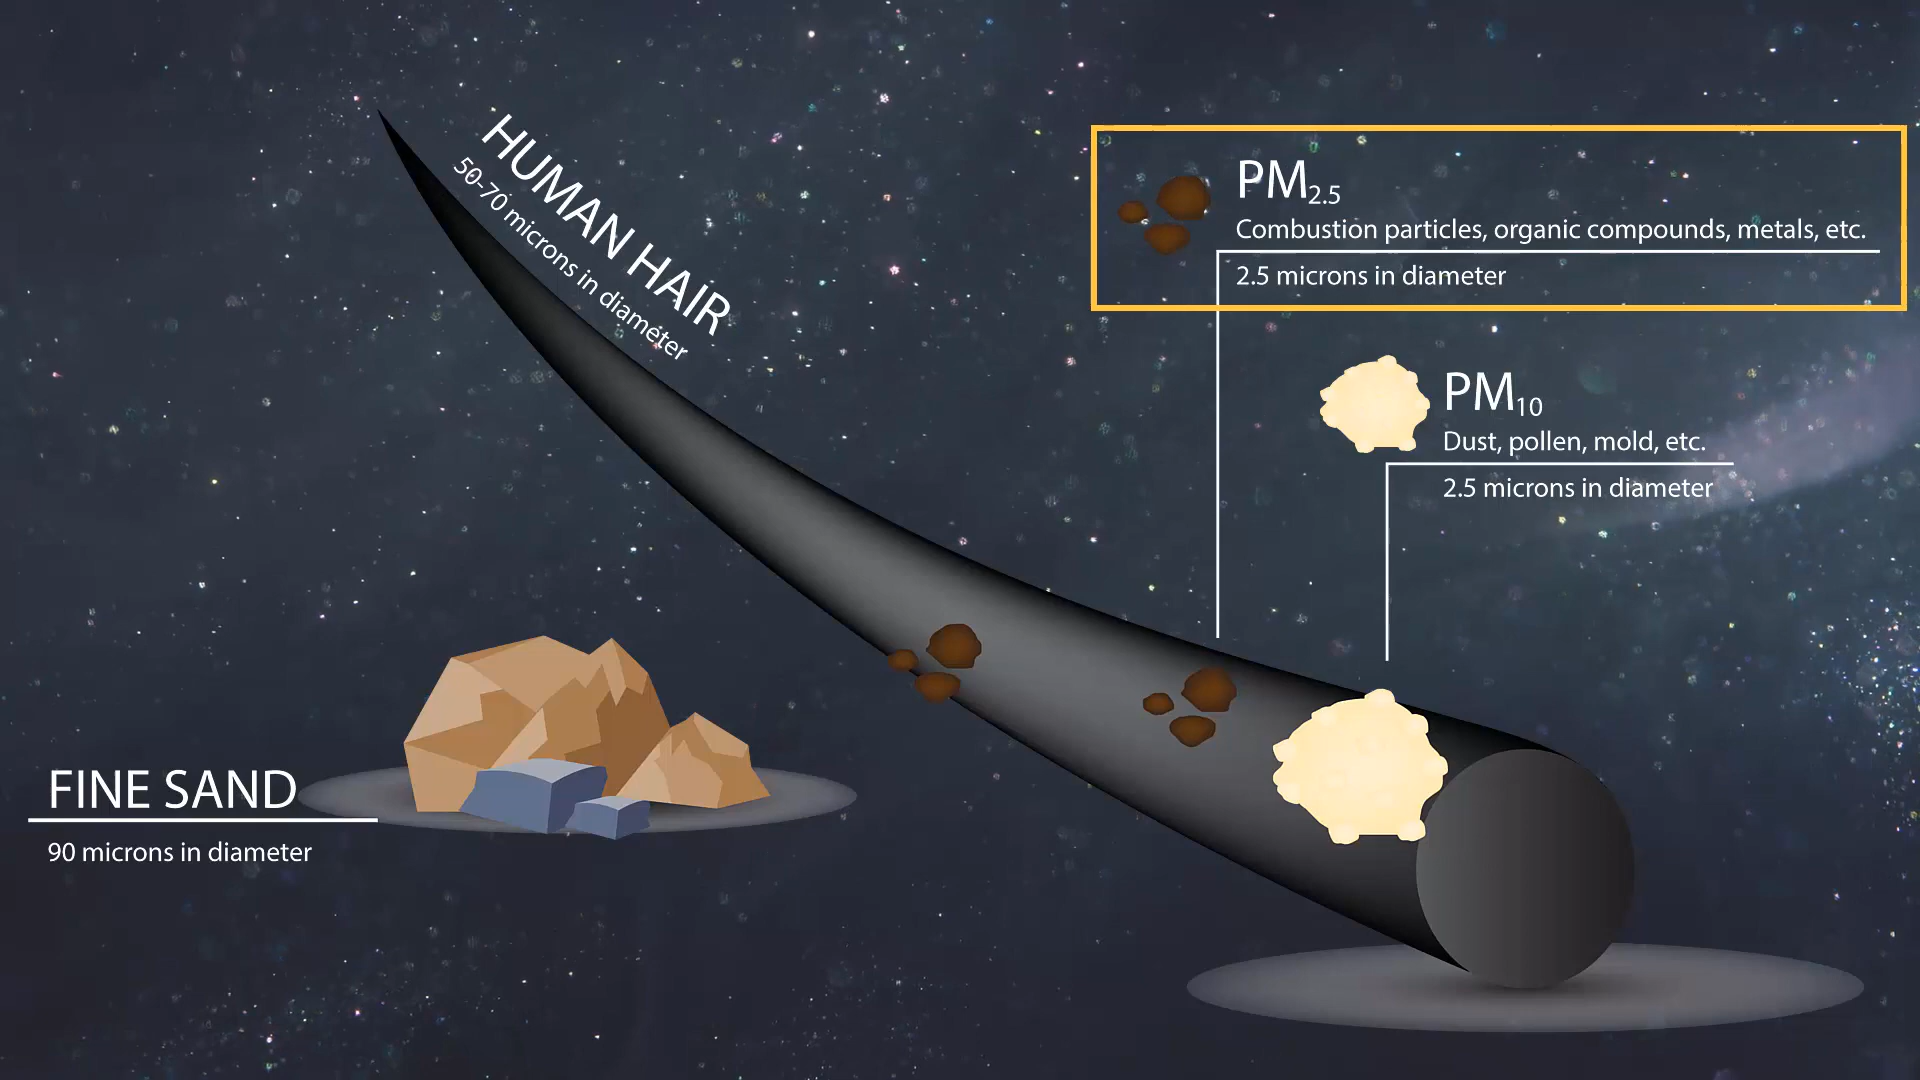 HUMAN HAIR
50-70 microns in diameter
PM2.5
Combustion particles, organic compounds, metals, etc.
2.5 microns in diameter
PM10
Dust, pollen, mold, etc.
2.5 microns in diameter
FINE SAND
90 microns in diameter